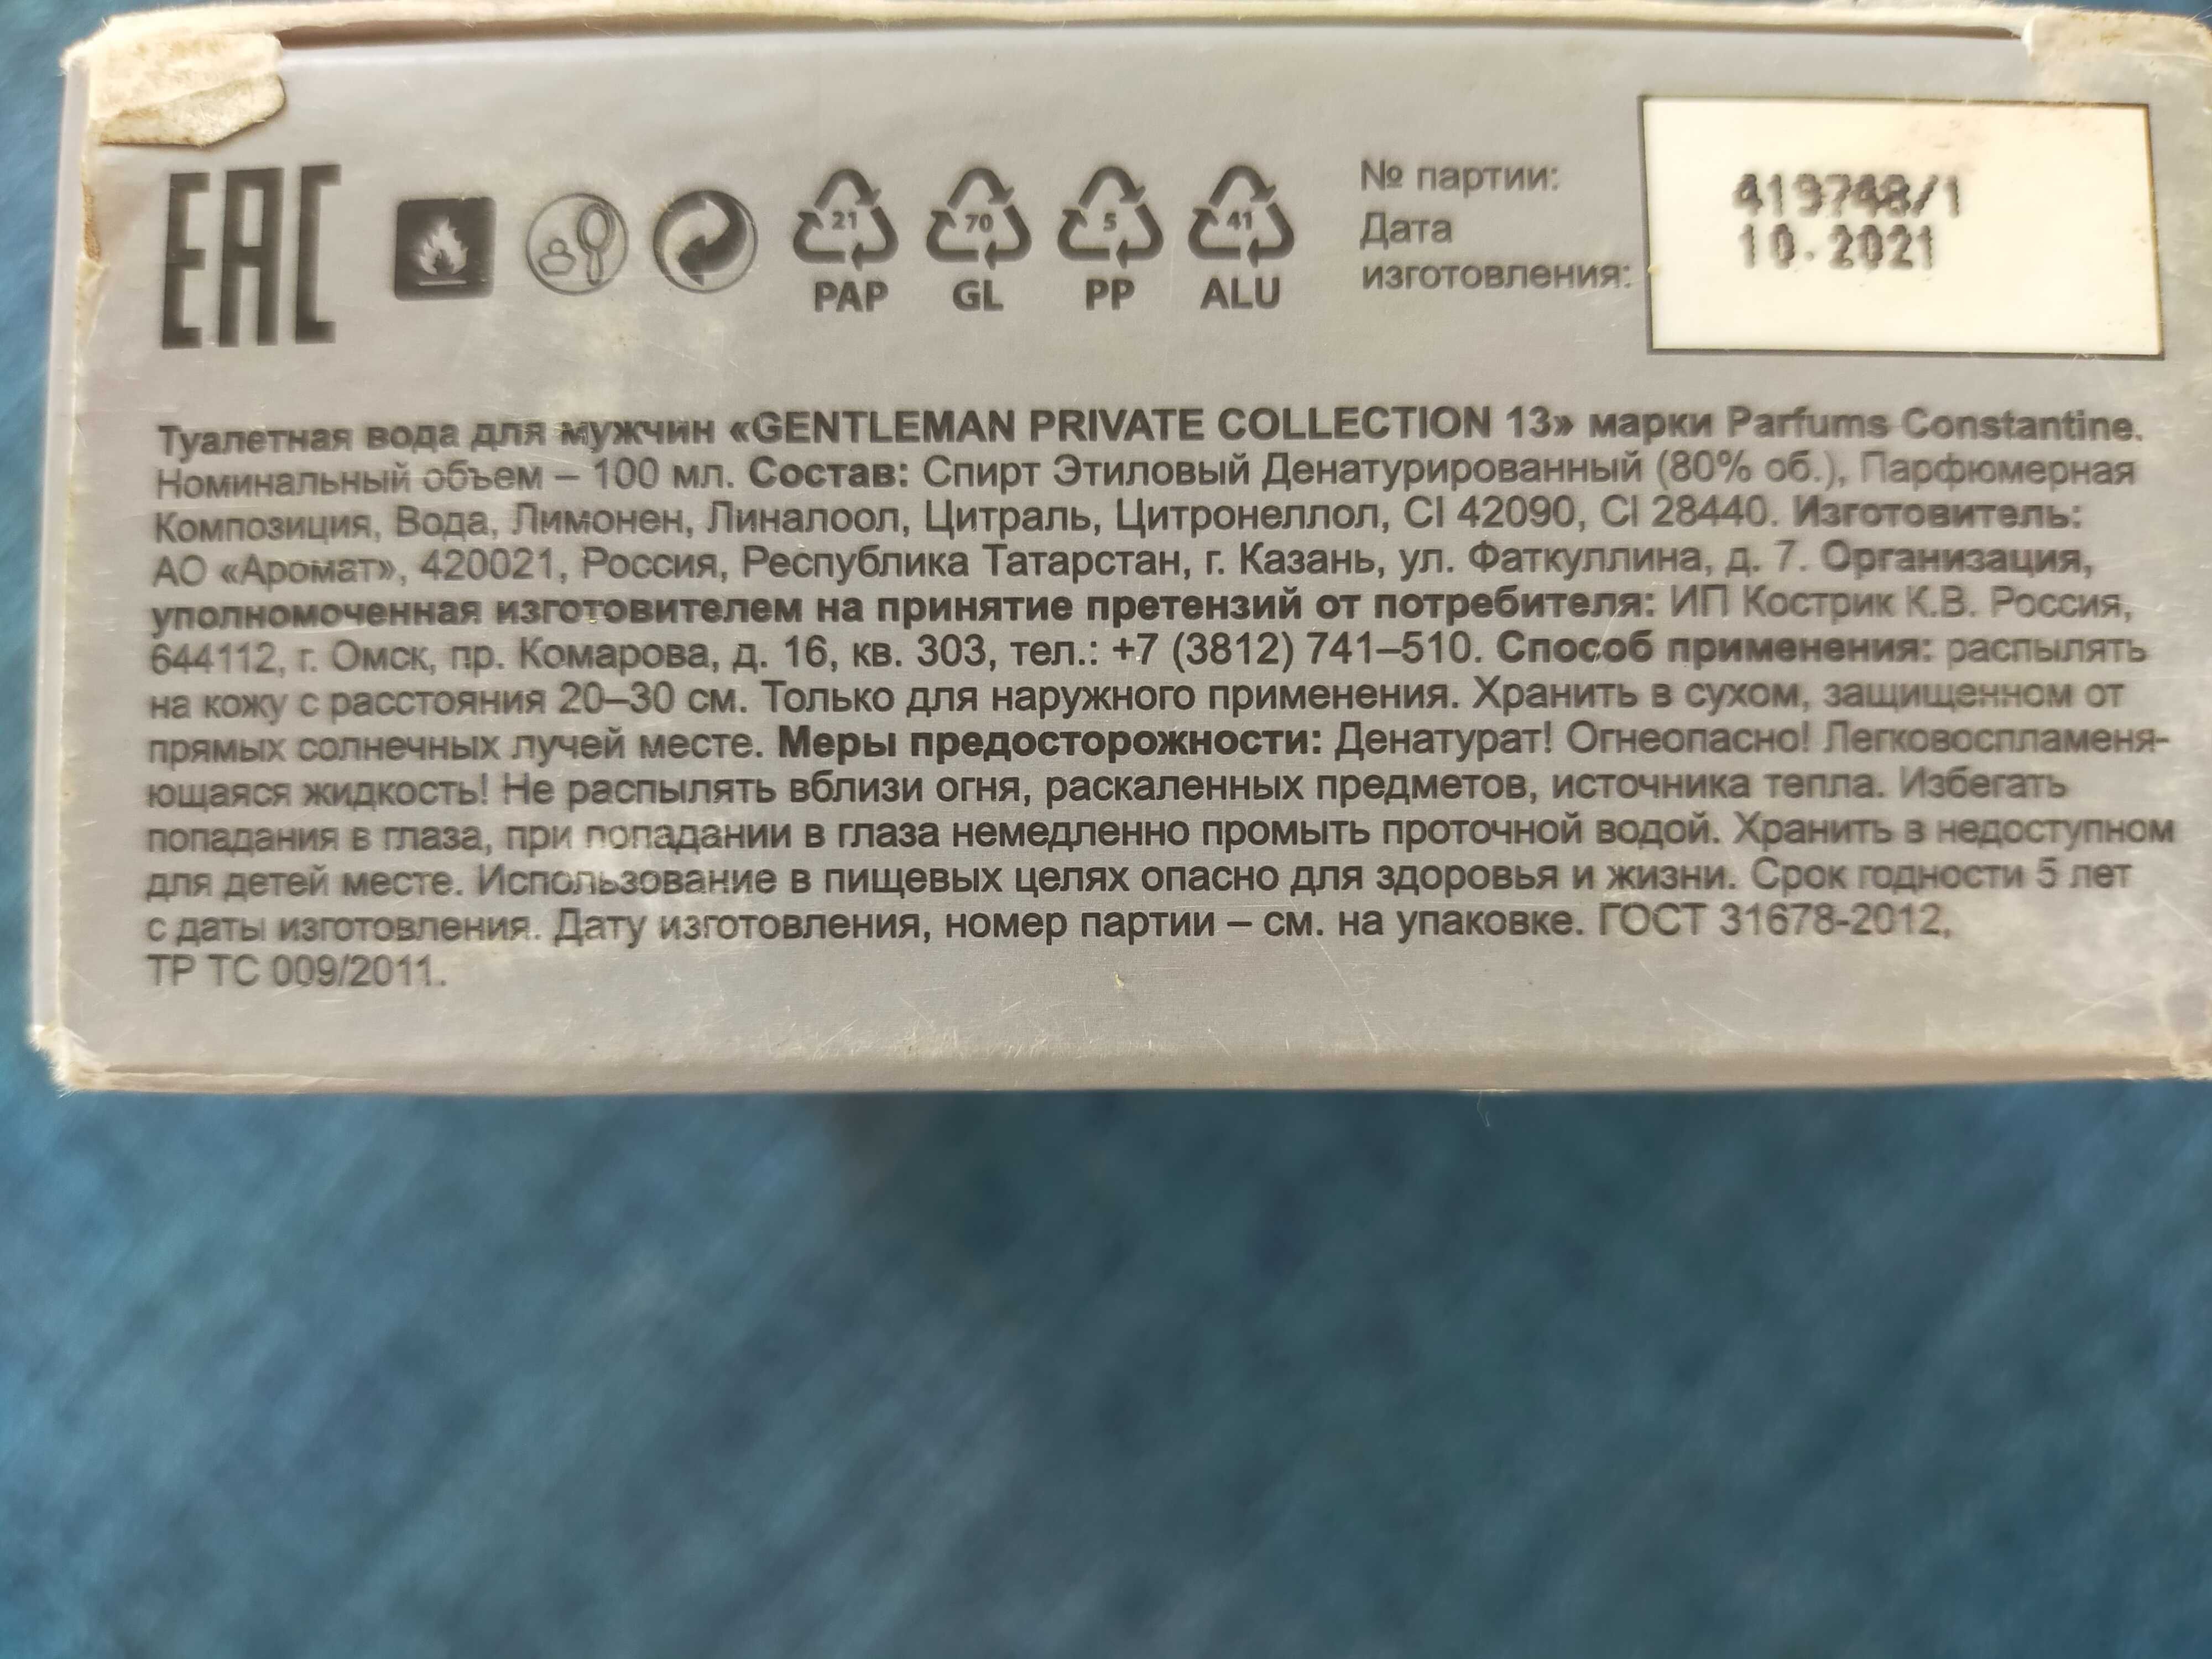 EAC
21 PAP
70 GL
5 PP
41 ALU
№ партии:
Дата
изготовления:
419748/1
10.2021
Туалетная вода для мужчин «GENTLEMAN PRIVATE COLLECTION 13» марки Parfums Constantine.
Номинальный объем – 100 мл. Состав: Спирт Этиловый Денатурированный (80% об.), Парфюмерная
Композиция, Вода, Лимонен, Линалоол, Цитраль, Цитронеллол, CI 42090, CI 28440. Изготовитель:
АО «Аромат», 420021, Россия, Республика Татарстан, г. Казань, ул. Фаткуллина, д. 7. Организация,
уполномоченная изготовителем на принятие претензий от потребителя: ИП Кострик К.В. Россия,
644112, г. Омск, пр. Комарова, д. 16, кв. 303, тел.: +7 (3812) 741–510. Способ применения: распылять
на кожу с расстояния 20–30 см. Только для наружного применения. Хранить в сухом, защищенном от
прямых солнечных лучей месте. Меры предосторожности: Денатурат! Огнеопасно! Легковоспламеня-
ющаяся жидкость! Не распылять вблизи огня, раскаленных предметов, источника тепла. Избегать
попадания в глаза, при попадании в глаза немедленно промыть проточной водой. Хранить в недоступном
для детей месте. Использование в пищевых целях опасно для здоровья и жизни. Срок годности 5 лет
с даты изготовления. Дату изготовления, номер партии – см. на упаковке. ГОСТ 31678-2012,
ТР ТС 009/2011.